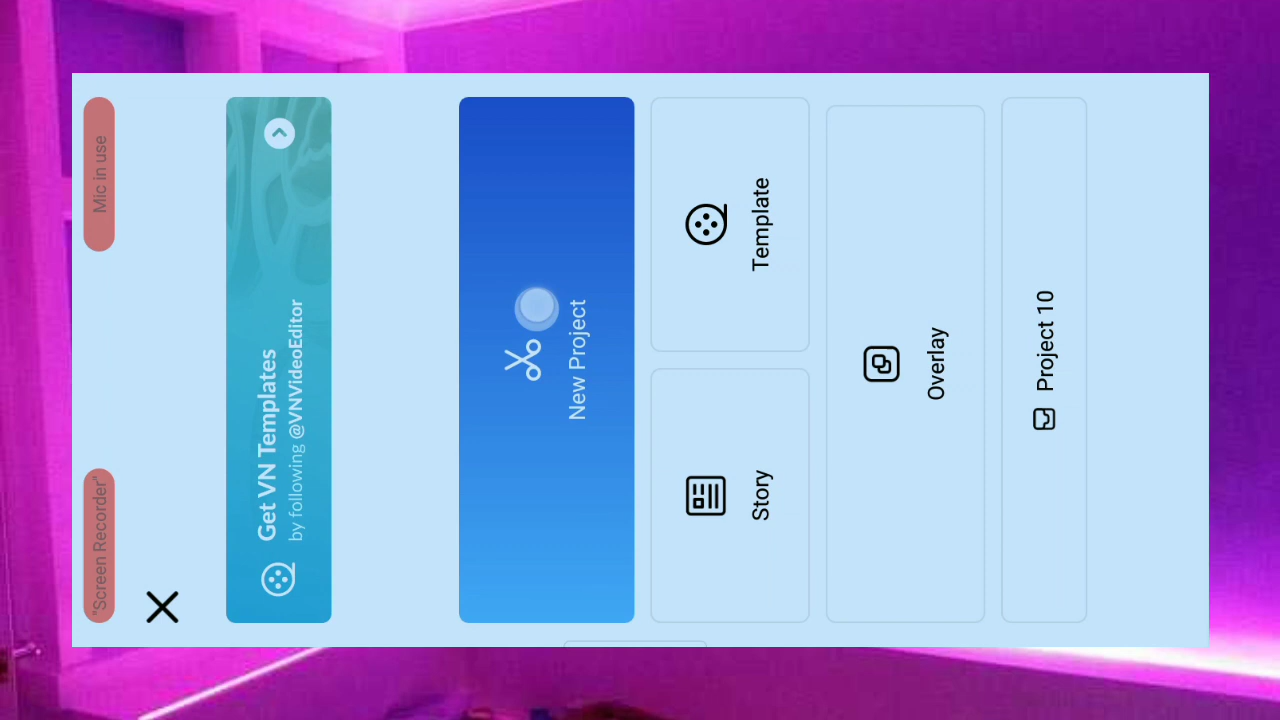 "Screen Recorder"
Mic in use
Get VN Templates
by following @VNVideoEditor
New Project
Story
Template
Overlay
Project 10